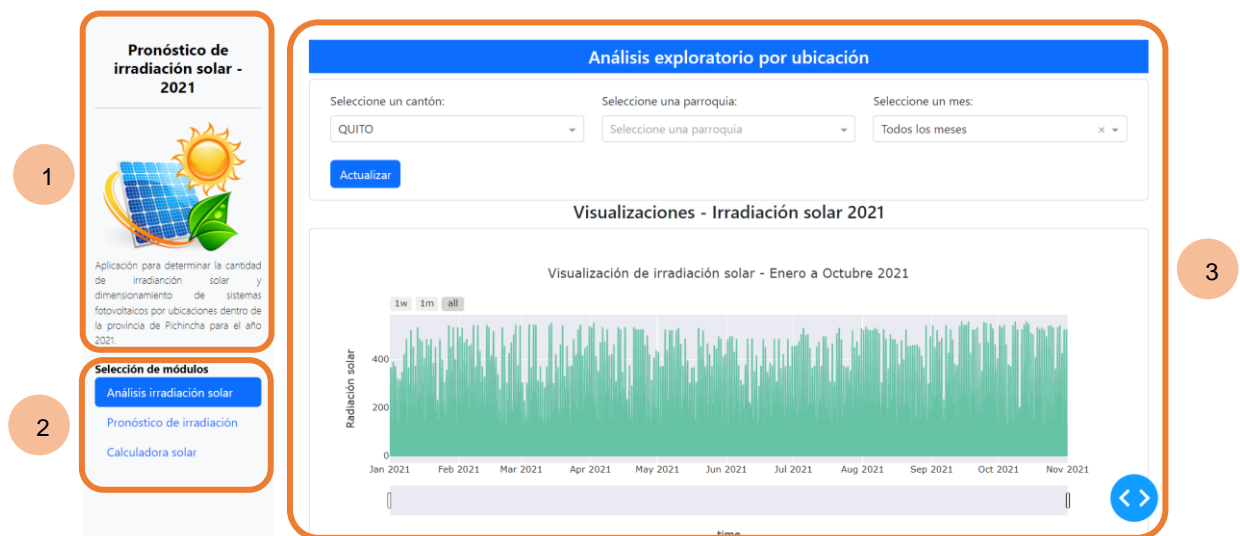 1
Pronóstico de
irradiación solar -
2021
Aplicación para determinar la cantidad
de irradianción solar y
dimensionamiento de sistemas
fotovoltaicos por ubicaciones dentro de
la provincia de Pichincha para el año
2021.
2
Selección de módulos
Análisis irradiación solar
Pronóstico de irradiación
Calculadora solar
3
Análisis exploratorio por ubicación
Seleccione un cantón: Seleccione una parroquia: Seleccione un mes:
QUITO Seleccione una parroquia Todos los meses
Actualizar
Visualizaciones - Irradiación solar 2021
Visualización de irradiación solar - Enero a Octubre 2021
1w 1m all
Radiación solar
400
200
0
Jan 2021 Feb 2021 Mar 2021 Apr 2021 May 2021 Jun 2021 Jul 2021 Aug 2021 Sep 2021 Oct 2021 Nov 2021
time